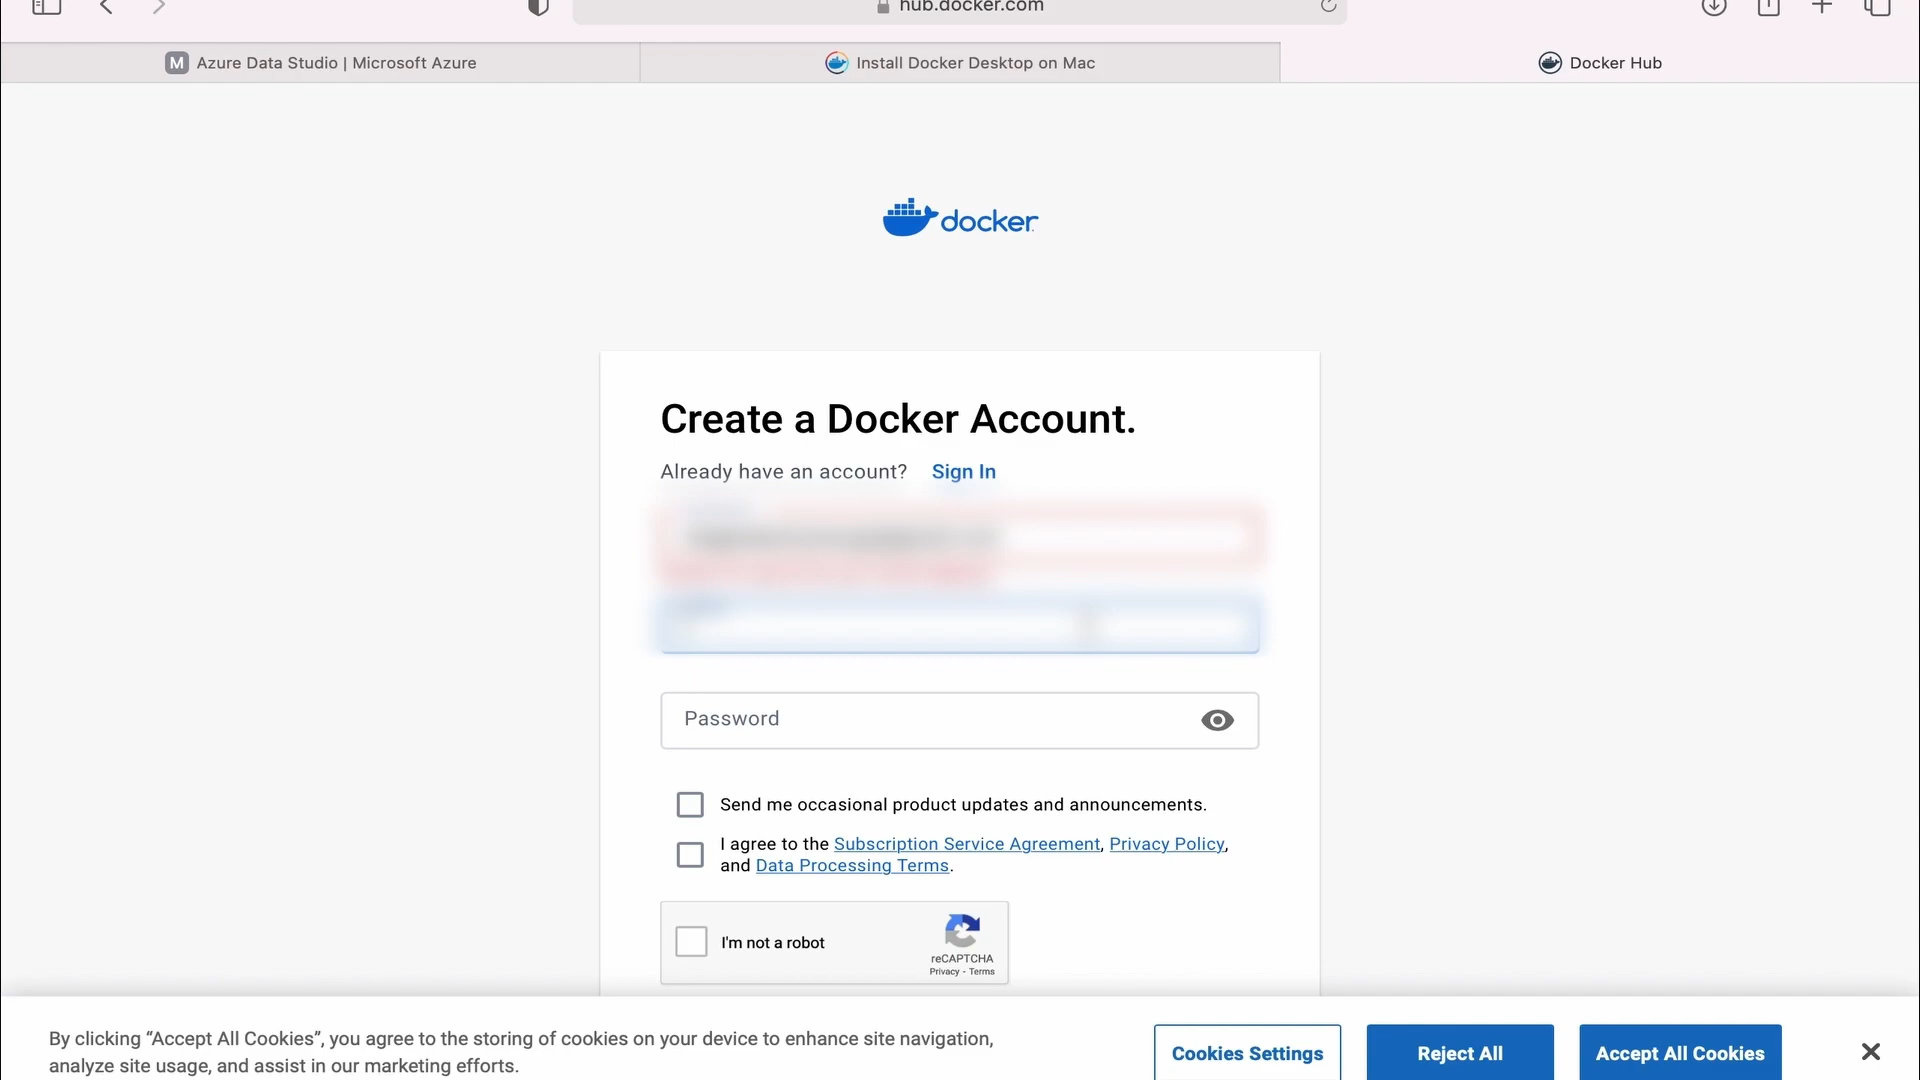 hub.docker.com
M Azure Data Studio | Microsoft Azure
Install Docker Desktop on Mac
Docker Hub
docker
Create a Docker Account.
Already have an account? Sign In
Password
Send me occasional product updates and announcements.
I agree to the Subscription Service Agreement, Privacy Policy,
and Data Processing Terms.
I'm not a robot
reCAPTCHA
Privacy - Terms
By clicking “Accept All Cookies”, you agree to the storing of cookies on your device to enhance site navigation,
analyze site usage, and assist in our marketing efforts.
Cookies Settings
Reject All
Accept All Cookies